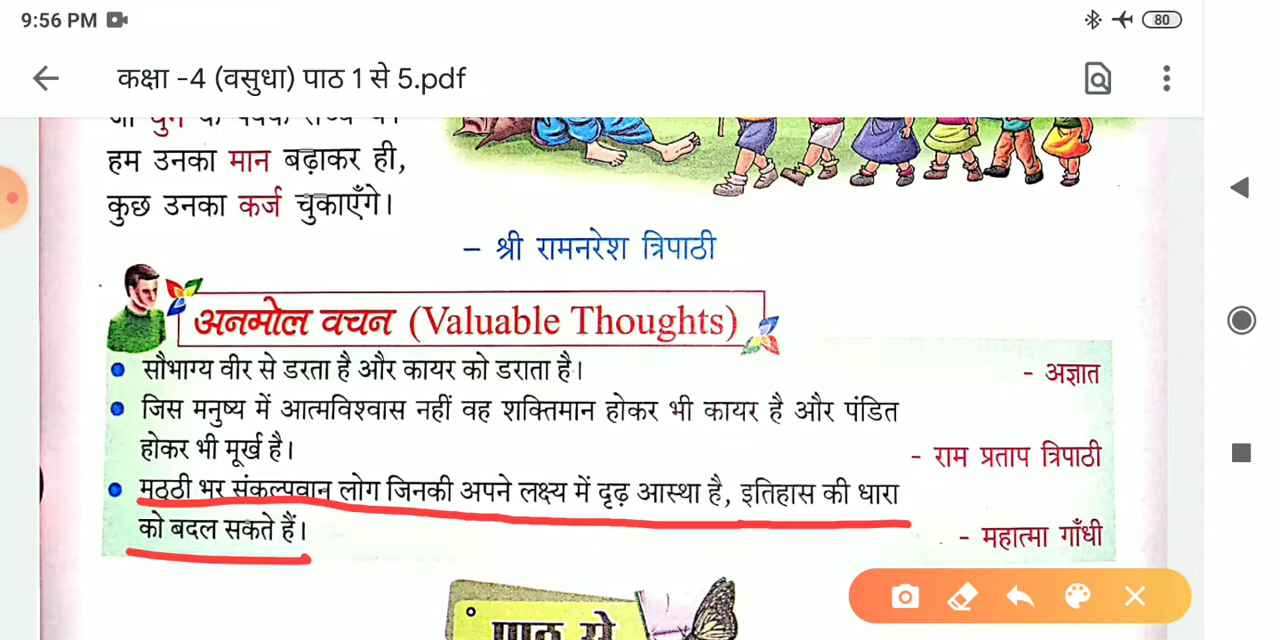 9:56 PM
80
कक्षा -4 (वसुधा) पाठ 1 से 5.pdf
हम उनका मान बढ़ाकर ही,
कुछ उनका कर्ज चुकाएँगे।
– श्री रामनरेश त्रिपाठी
अनमोल वचन (Valuable Thoughts)
सौभाग्य वीर से डरता है और कायर को डराता है।
- अज्ञात
जिस मनुष्य में आत्मविश्वास नहीं वह शक्तिमान होकर भी कायर है और पंडित
होकर भी मूर्ख है।
- राम प्रताप त्रिपाठी
मुठ्ठी भर संकल्पवान लोग जिनकी अपने लक्ष्य में दृढ़ आस्था है, इतिहास की धारा
को बदल सकते हैं।
- महात्मा गाँधी
पाठ से